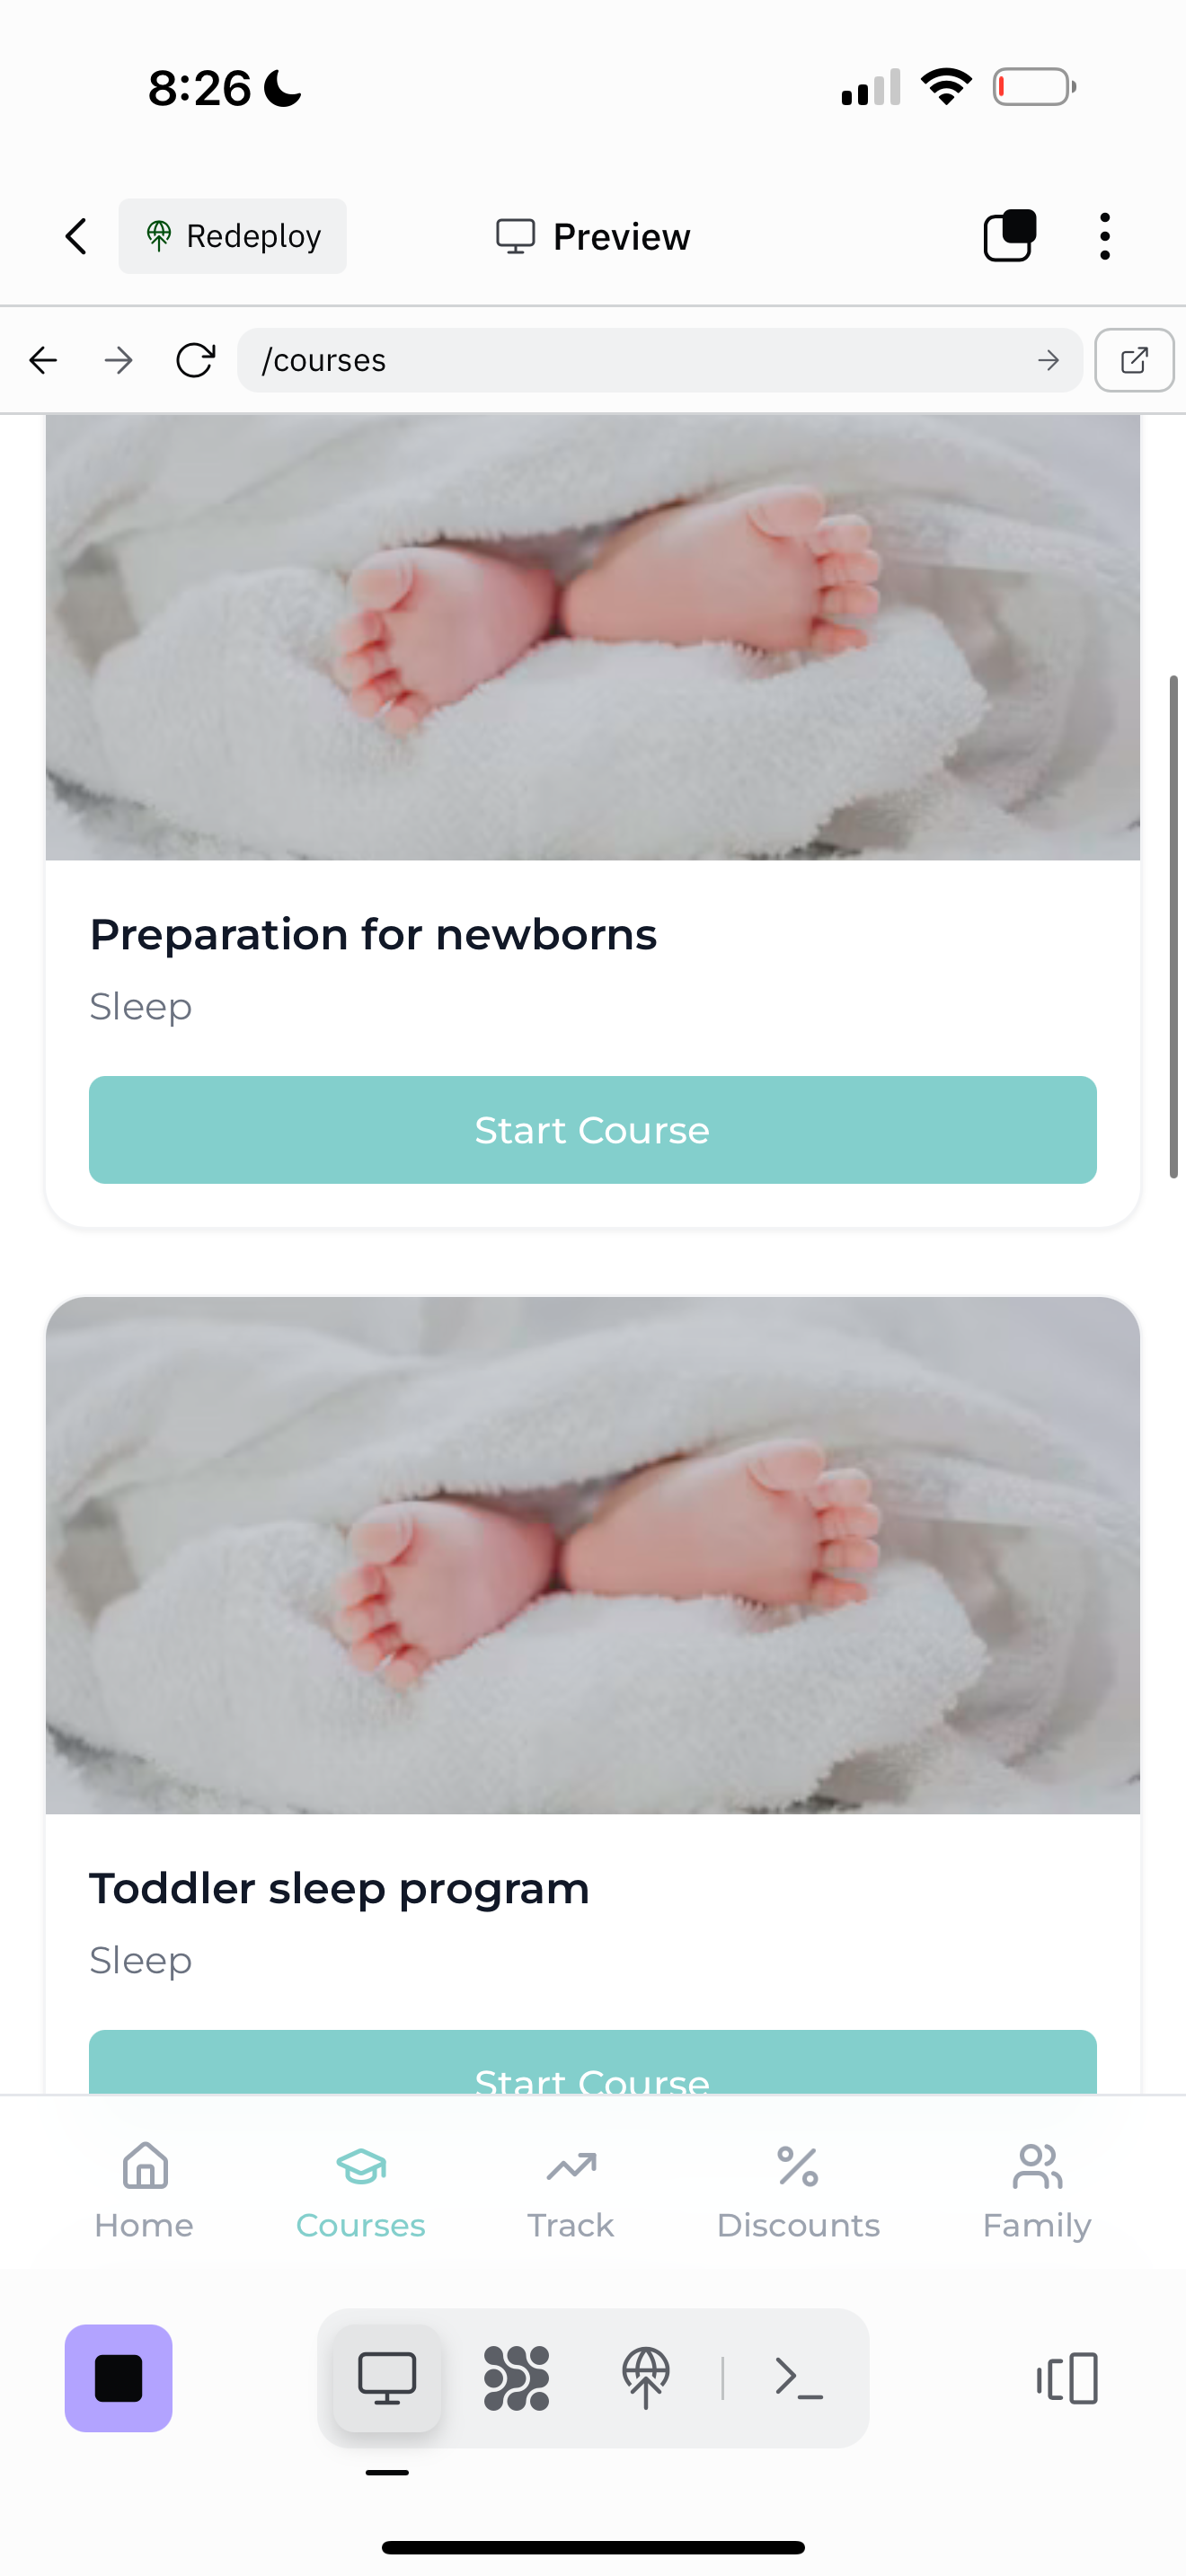 8:26
Redeploy
Preview
/courses
Preparation for newborns
Sleep
Start Course
Toddler sleep program
Sleep
Start Course
Home
Courses
Track
Discounts
Family